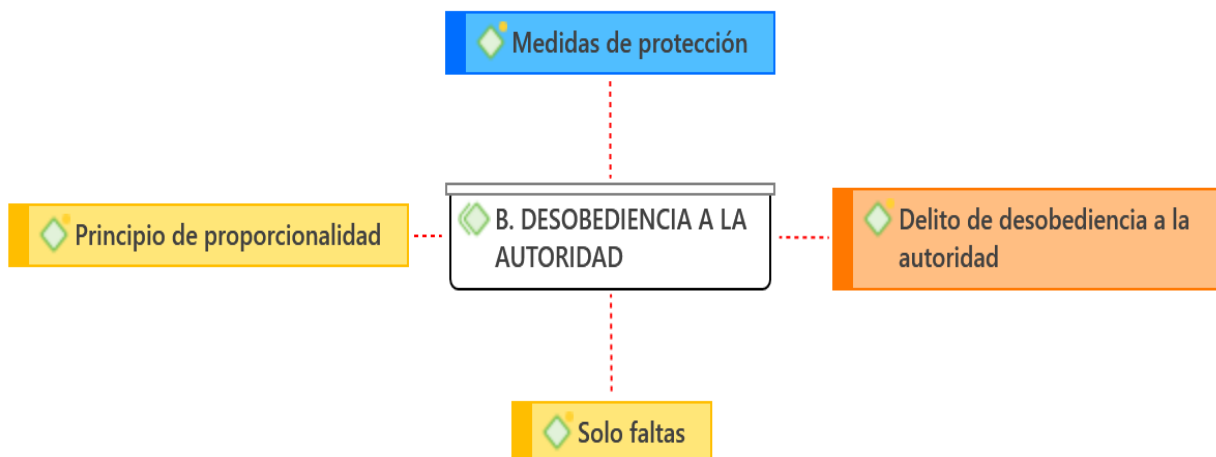 Medidas de protección
Principio de proporcionalidad
B. DESOBEDIENCIA A LA
AUTORIDAD
Delito de desobediencia a la
autoridad
Solo faltas